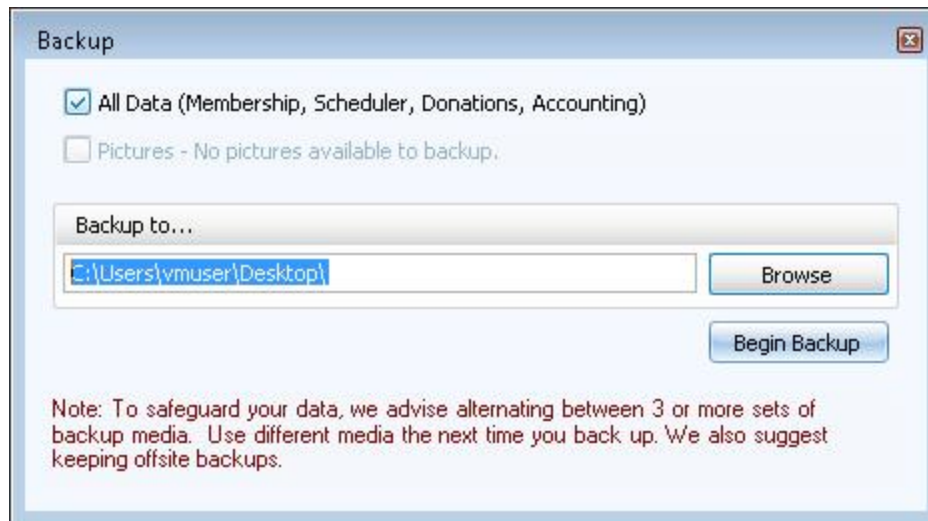 Backup
All Data (Membership, Scheduler, Donations, Accounting)
Pictures - No pictures available to backup.
Backup to...
C:\Users\vmuser\Desktop\
Browse
Begin Backup
Note: To safeguard your data, we advise alternating between 3 or more sets of
backup media.  Use different media the next time you back up. We also suggest
keeping offsite backups.